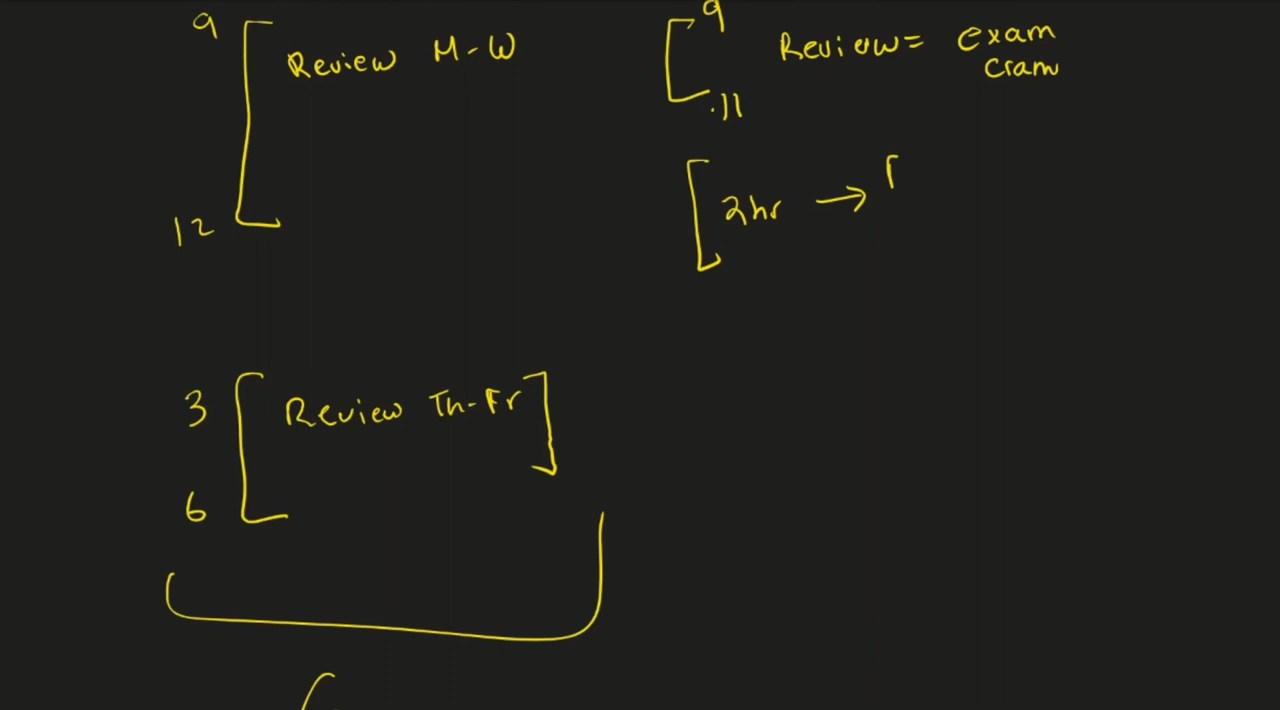 9
Review M-W
12
3
Review Th-Fr
6
9
Review = exam
cram
11
2hr →